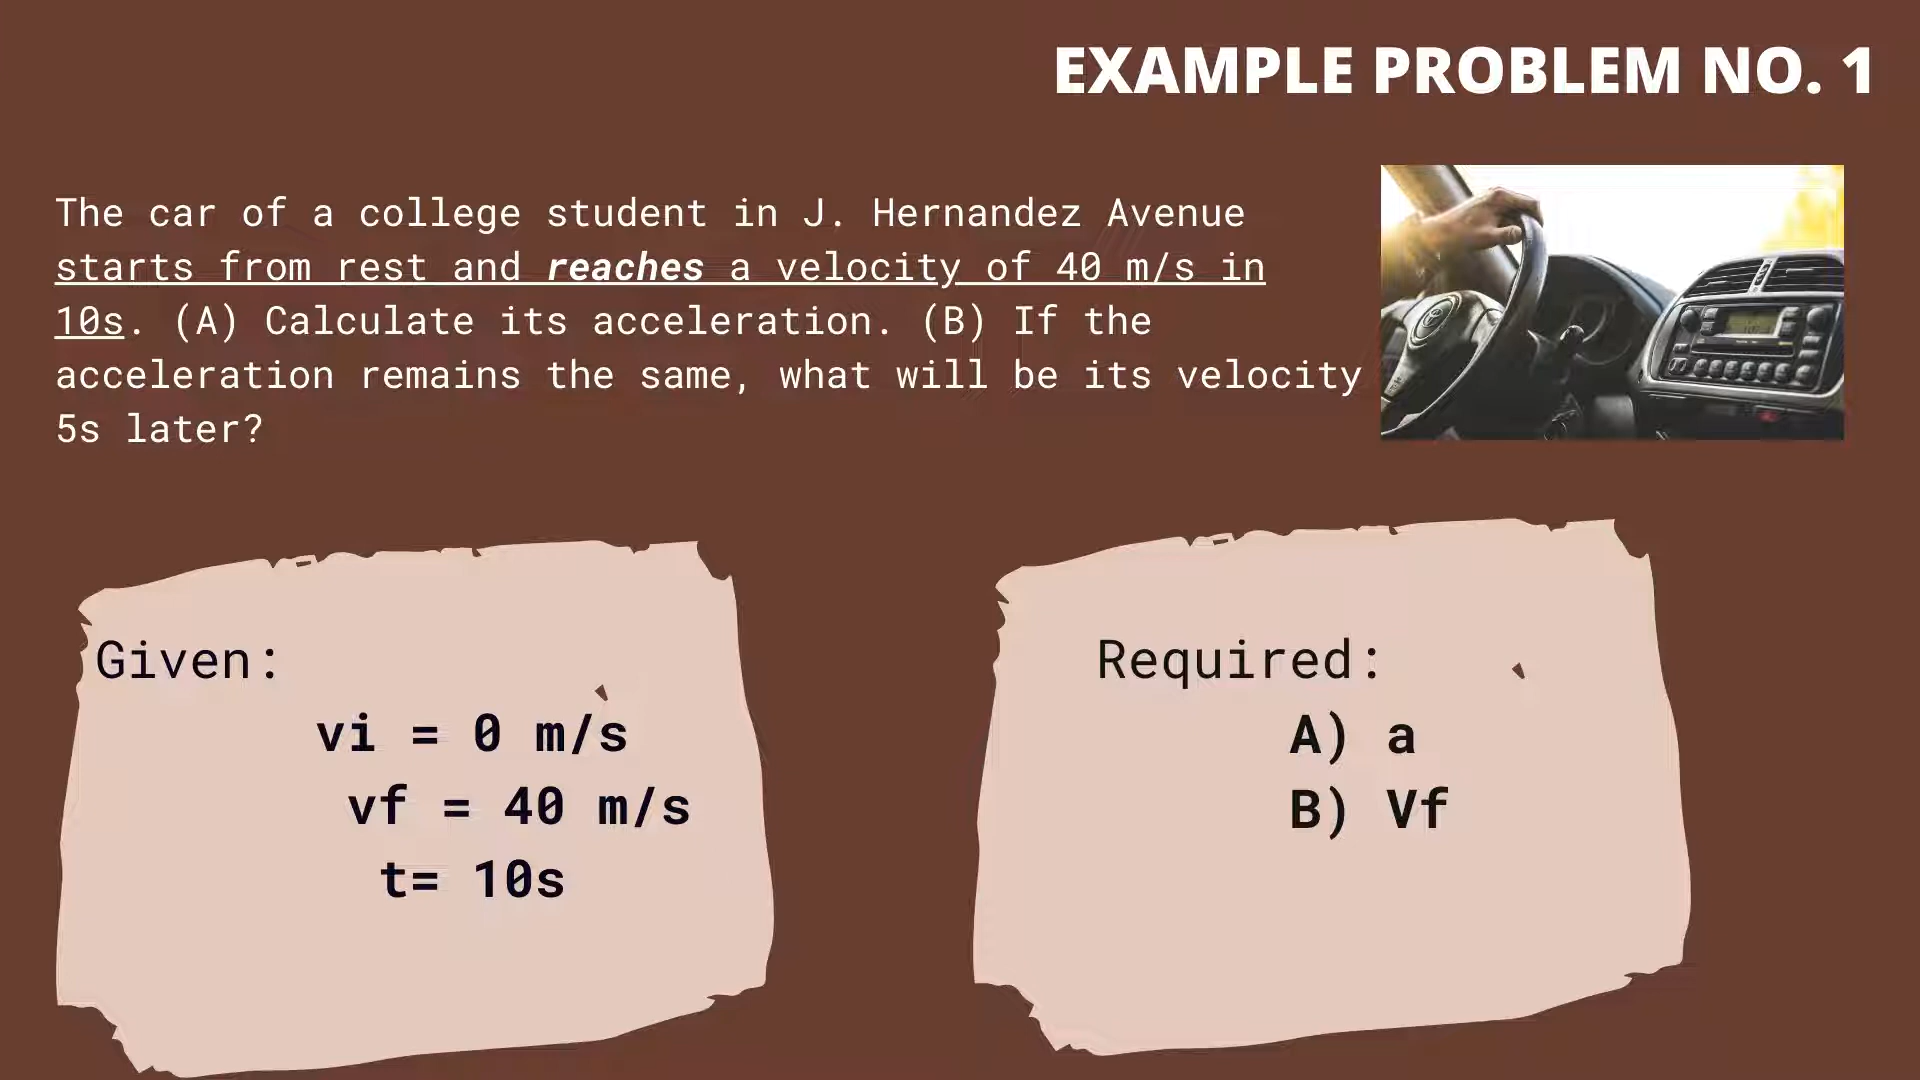 EXAMPLE PROBLEM NO. 1
The car of a college student in J. Hernandez Avenue
starts from rest and reaches a velocity of 40 m/s in
10s. (A) Calculate its acceleration. (B) If the
acceleration remains the same, what will be its velocity
5s later?
Given:
vi = 0 m/s
vf = 40 m/s
t= 10s
Required:
A) a
B) Vf